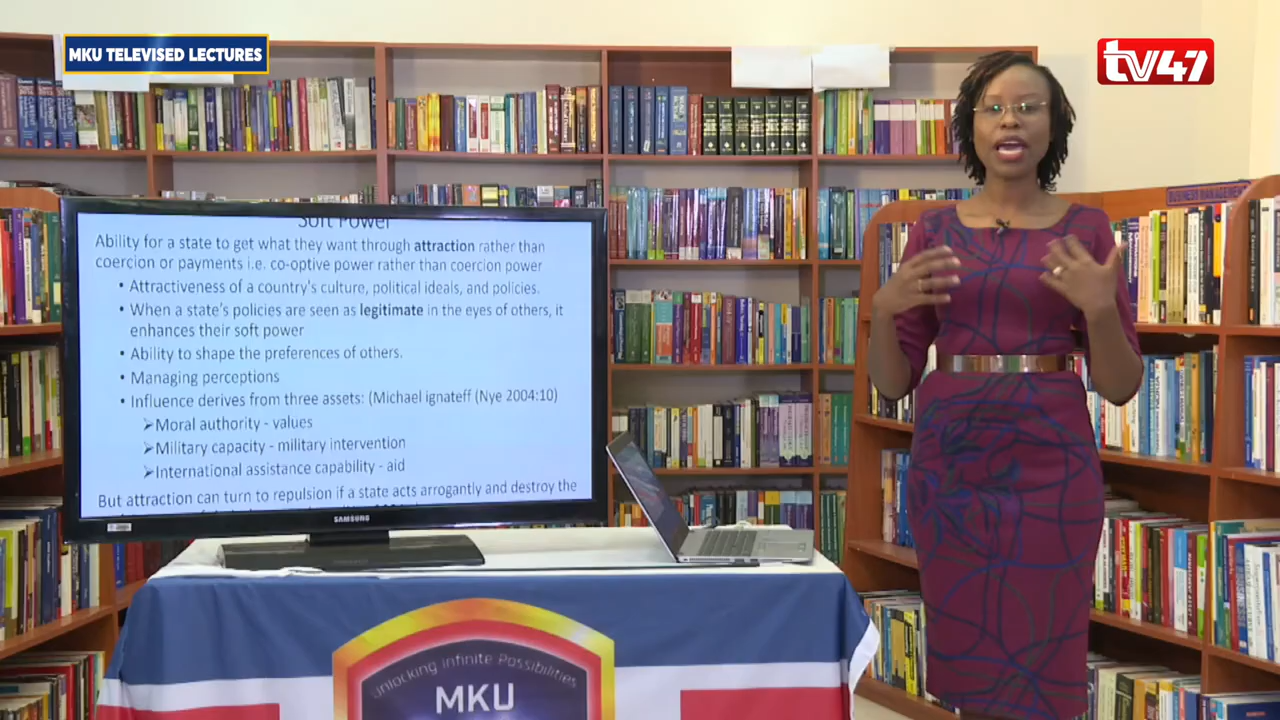 MKU TELEVISED LECTURES
tv47
BUSINESS MANAGEMENT
Soft Power
Ability for a state to get what they want through attraction rather than
coercion or payments i.e. co-optive power rather than coercion power
• Attractiveness of a country's culture, political ideals, and policies.
• When a state's policies are seen as legitimate in the eyes of others, it
enhances their soft power
• Ability to shape the preferences of others.
• Managing perceptions
• Influence derives from three assets: (Michael ignateff (Nye 2004:10)
➢Moral authority - values
➢Military capacity - military intervention
➢International assistance capability - aid
But attraction can turn to repulsion if a state acts arrogantly and destroy the
SAMSUNG
Unlocking Infinite Possibilities
MKU